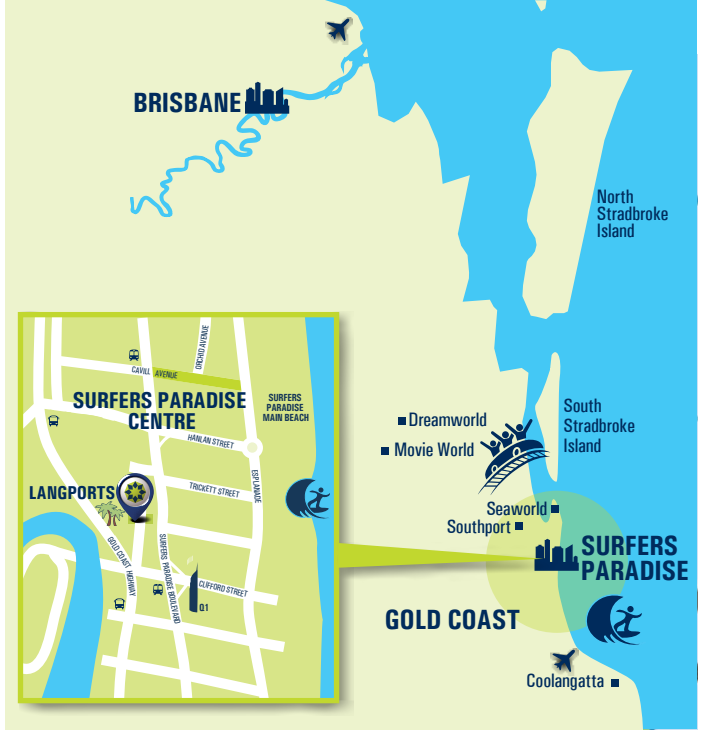 BRISBANE
North
Stradbroke
Island
CAVILL AVENUE
ORCHID AVENUE
SURFERS PARADISE
CENTRE
SURFERS
PARADISE
MAIN BEACH
HANLAN STREET
LANGPORTS
TRICKETT STREET
ESPLANADE
GOLD COAST HIGHWAY
SURFERS PARADISE BOULEVARD
CLIFFORD STREET
Q1
Dreamworld
Movie World
South
Stradbroke
Island
Seaworld
Southport
SURFERS
PARADISE
GOLD COAST
Coolangatta